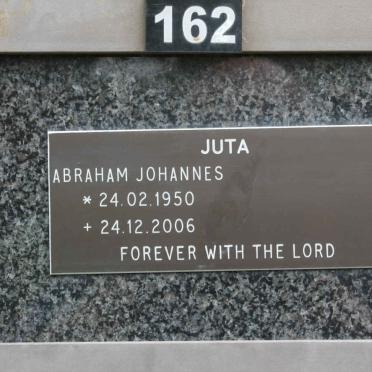 162
JUTA
ABRAHAM JOHANNES
* 24.02.1950
+ 24.12.2006
FOREVER WITH THE LORD